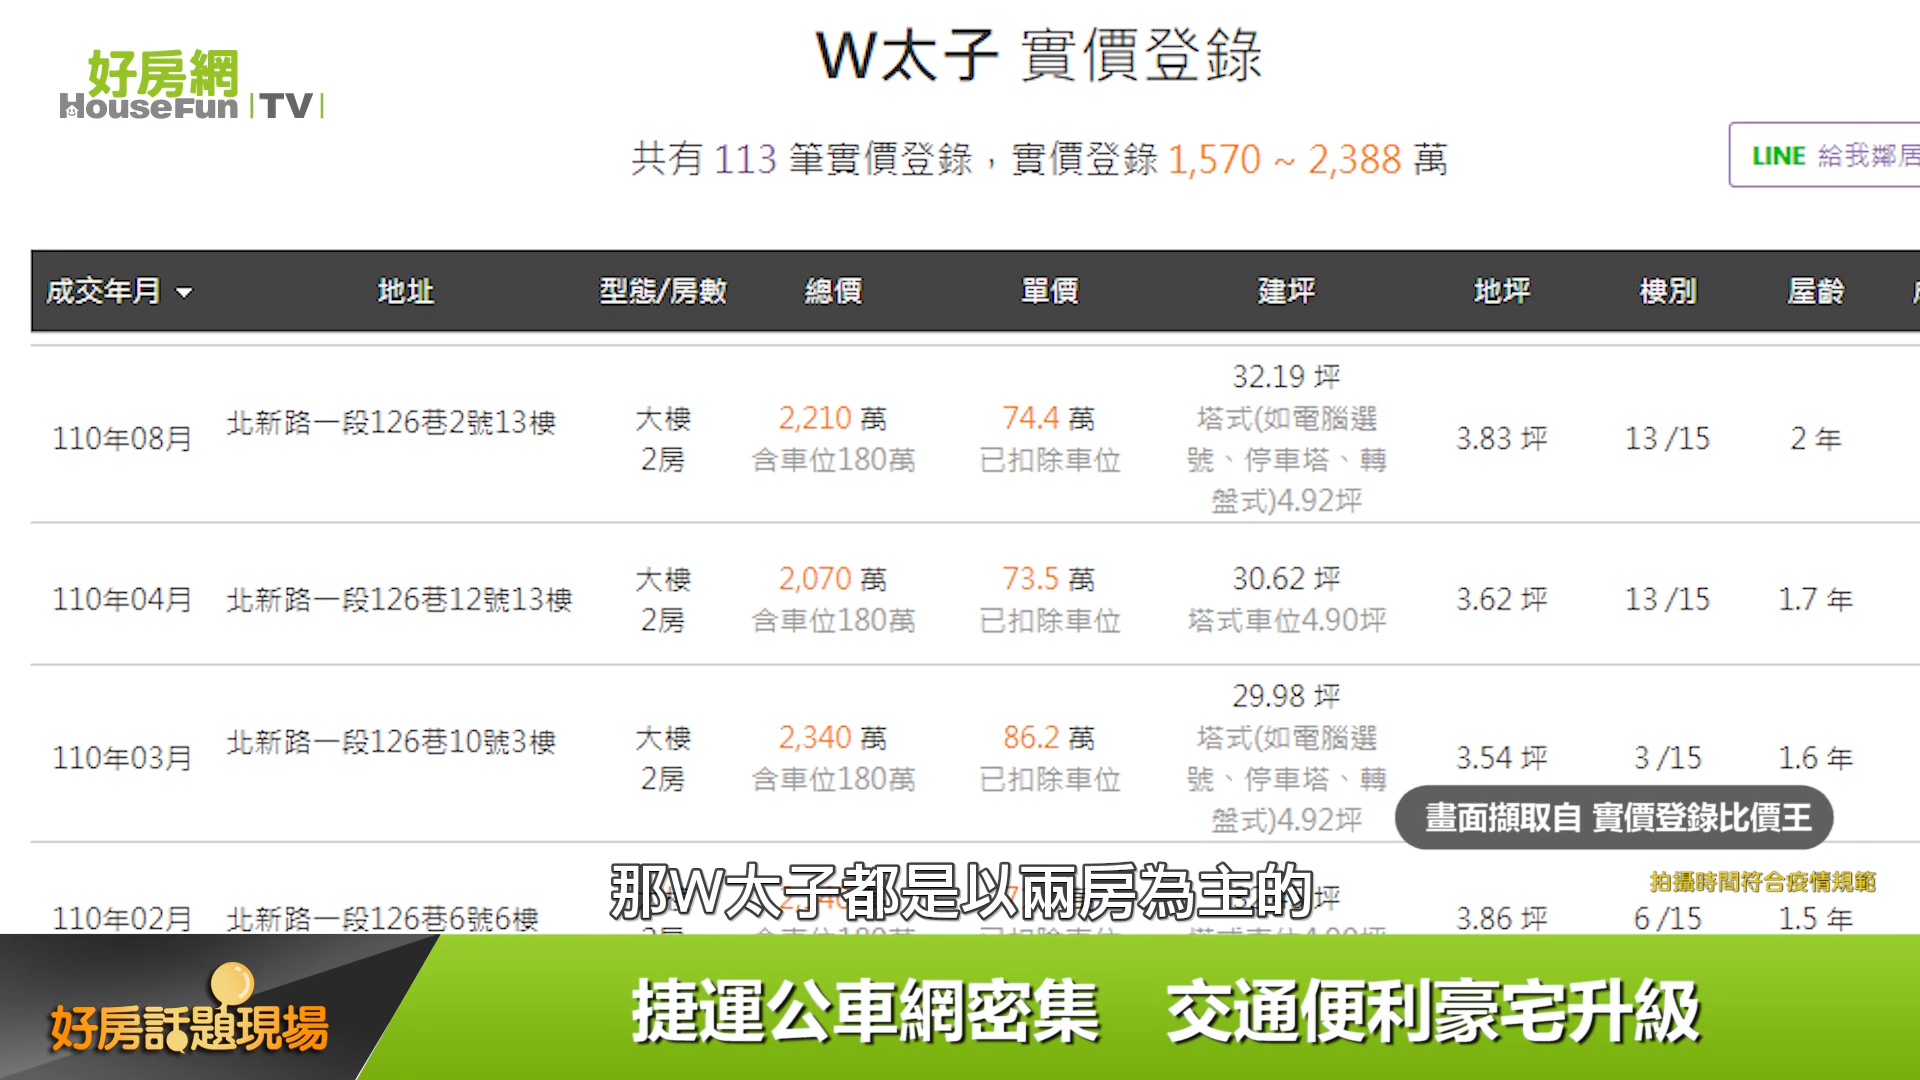 W太子 實價登錄
好房網
HouseFun | TV |
共有 113 筆實價登錄，實價登錄 1,570 ~ 2,388 萬
LINE 給我鄰居
成交年月 地址 型態/房數 總價 單價 建坪 地坪 樓別 屋齡
110年08月 北新路一段126巷2號13樓 大樓 2房 2,210 萬 含車位180萬 74.4 萬 已扣除車位 32.19 坪 塔式(如電腦選號、停車塔、轉盤式)4.92坪 3.83 坪 13 /15 2 年
110年04月 北新路一段126巷12號13樓 大樓 2房 2,070 萬 含車位180萬 73.5 萬 已扣除車位 30.62 坪 塔式車位4.90坪 3.62 坪 13 /15 1.7 年
110年03月 北新路一段126巷10號3樓 大樓 2房 2,340 萬 含車位180萬 86.2 萬 已扣除車位 29.98 坪 塔式(如電腦選號、停車塔、轉盤式)4.92坪 3.54 坪 3 /15 1.6 年
畫面擷取自 實價登錄比價王
拍攝時間符合疫情規範
110年02月 北新路一段126巷6號6樓 坪 3.86 坪 6 /15 1.5 年
那W太子都是以兩房為主的
好房話題現場
捷運公車網密集 交通便利豪宅升級